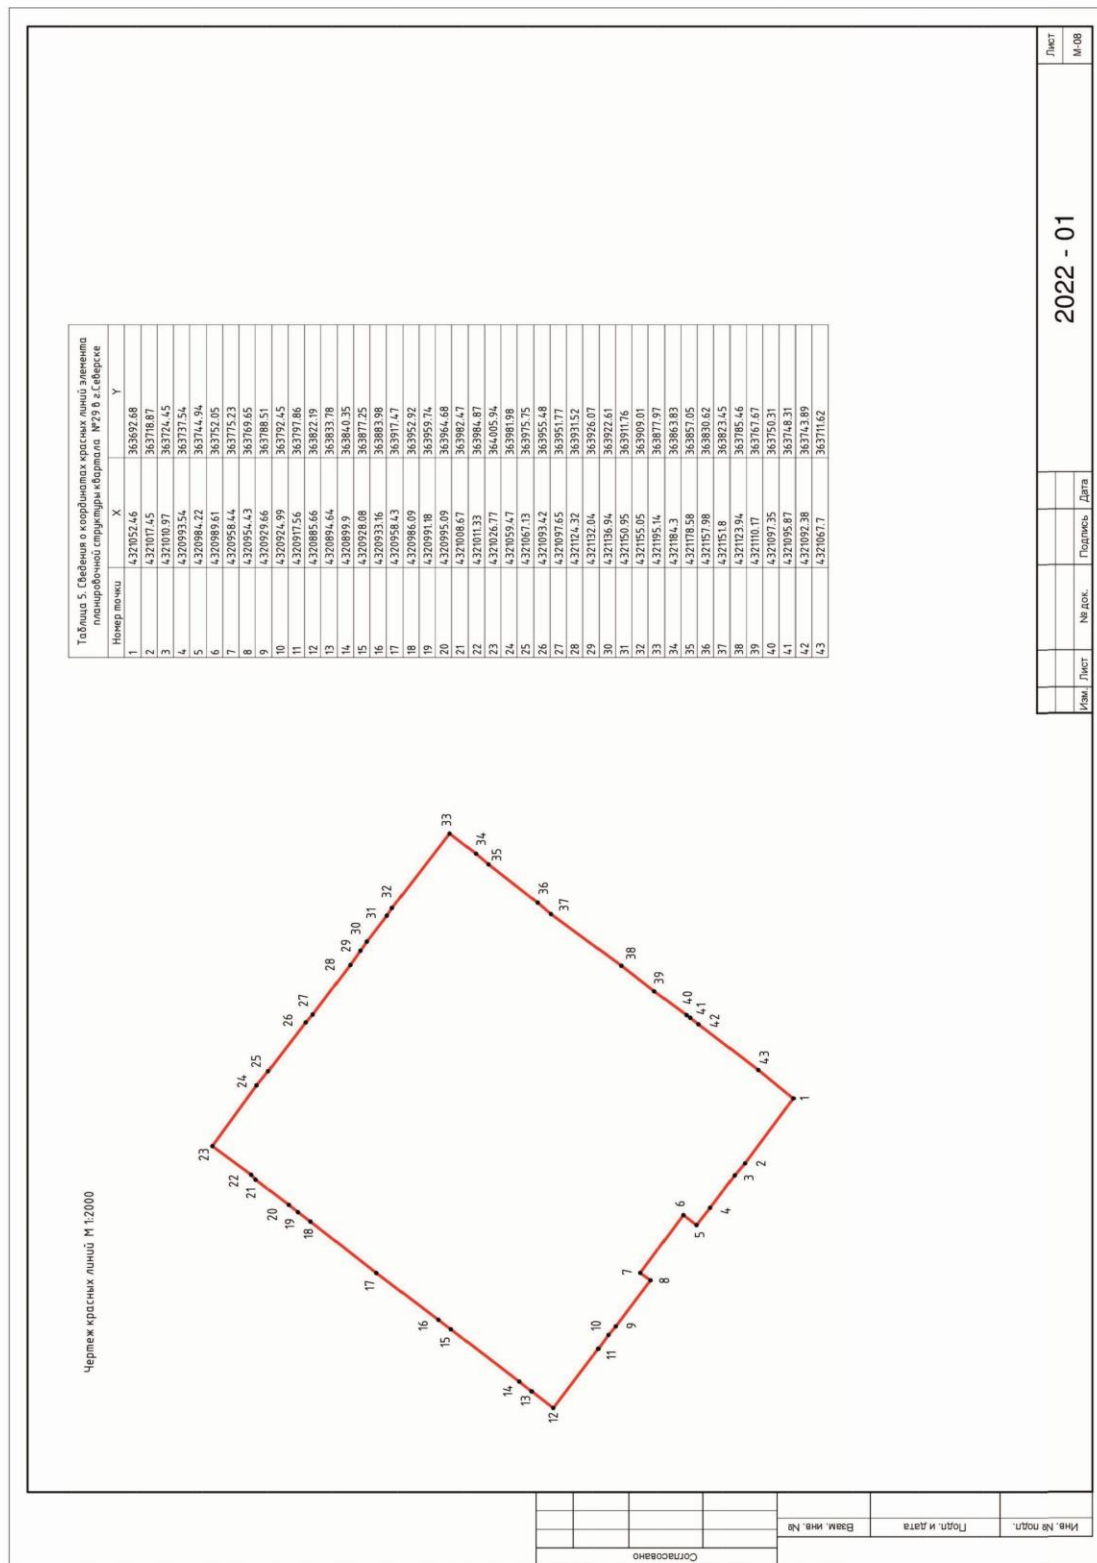 Чертеж красных линий М 1:2000
Таблица 5. Сведения о координатах красных линий элемента
планировочной структуры квартала №29 в г.Северске
Номер точки X Y
1 4321052.46 363692.68
2 4321017.45 363718.87
3 4321010.97 363724.45
4 4320993.54 363737.54
5 4320984.22 363744.94
6 4320989.61 363752.05
7 4320958.44 363775.23
8 4320954.43 363769.65
9 4320929.66 363788.51
10 4320924.99 363792.45
11 4320917.56 363797.86
12 4320885.66 363822.19
13 4320894.64 363833.78
14 4320899.9 363840.35
15 4320928.08 363877.25
16 4320933.16 363883.98
17 4320958.43 363917.47
18 4320986.09 363952.92
19 4320991.18 363959.74
20 4320995.09 363964.68
21 4321008.67 363982.47
22 4321011.33 363984.87
23 4321026.77 364005.94
24 4321059.47 363981.98
25 4321067.13 363975.75
26 4321093.42 363955.48
27 4321097.65 363951.77
28 4321124.32 363931.52
29 4321132.04 363926.07
30 4321136.94 363922.61
31 4321150.95 363911.76
32 4321155.05 363909.01
33 4321195.14 363877.97
34 4321184.3 363863.83
35 4321178.58 363857.05
36 4321157.98 363830.62
37 4321151.8 363823.45
38 4321123.94 363785.46
39 4321110.17 363767.67
40 4321097.35 363750.31
41 4321095.87 363748.31
42 4321092.38 363743.89
43 4321067.7 363711.62
23
24
25
26
27
28
29
30
31
32
33
34
35
36
37
38
39
40
41
42
43
1
2
3
4
5
6
7
8
9
10
11
12
13
14
15
16
17
18
19
20
21
22
Согласовано
Взам. инв. №
Подп. и дата
Инв. № подл.
Изм. Лист № док. Подпись Дата
2022 - 01
Лист
М-08